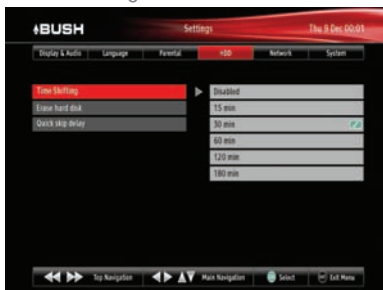 BUSH Settings Thu 9 Dec 00:01
Display & Audio Language Parental HDD Network System
Time Shifting Disabled
Erase hard disk 15 min
Quick skip delay 30 min
60 min
120 min
180 min
Top Navigation Main Navigation Select Exit Menu